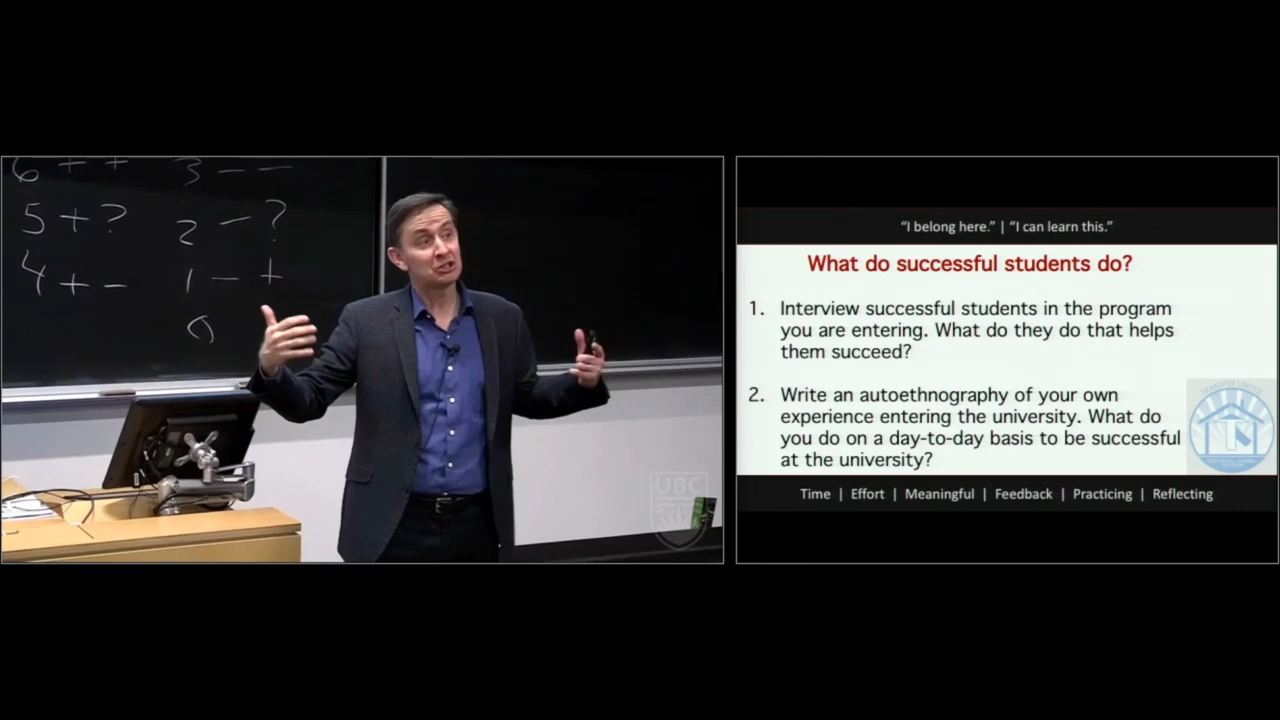 6 + + 3 - -
5 + ? 2 - ?
4 + - 1 - +
0
UBC
“I belong here.” | “I can learn this.”
What do successful students do?
1. Interview successful students in the program
you are entering. What do they do that helps
them succeed?
2. Write an autoethnography of your own
experience entering the university. What do
you do on a day-to-day basis to be successful
at the university?
Time | Effort | Meaningful | Feedback | Practicing | Reflecting